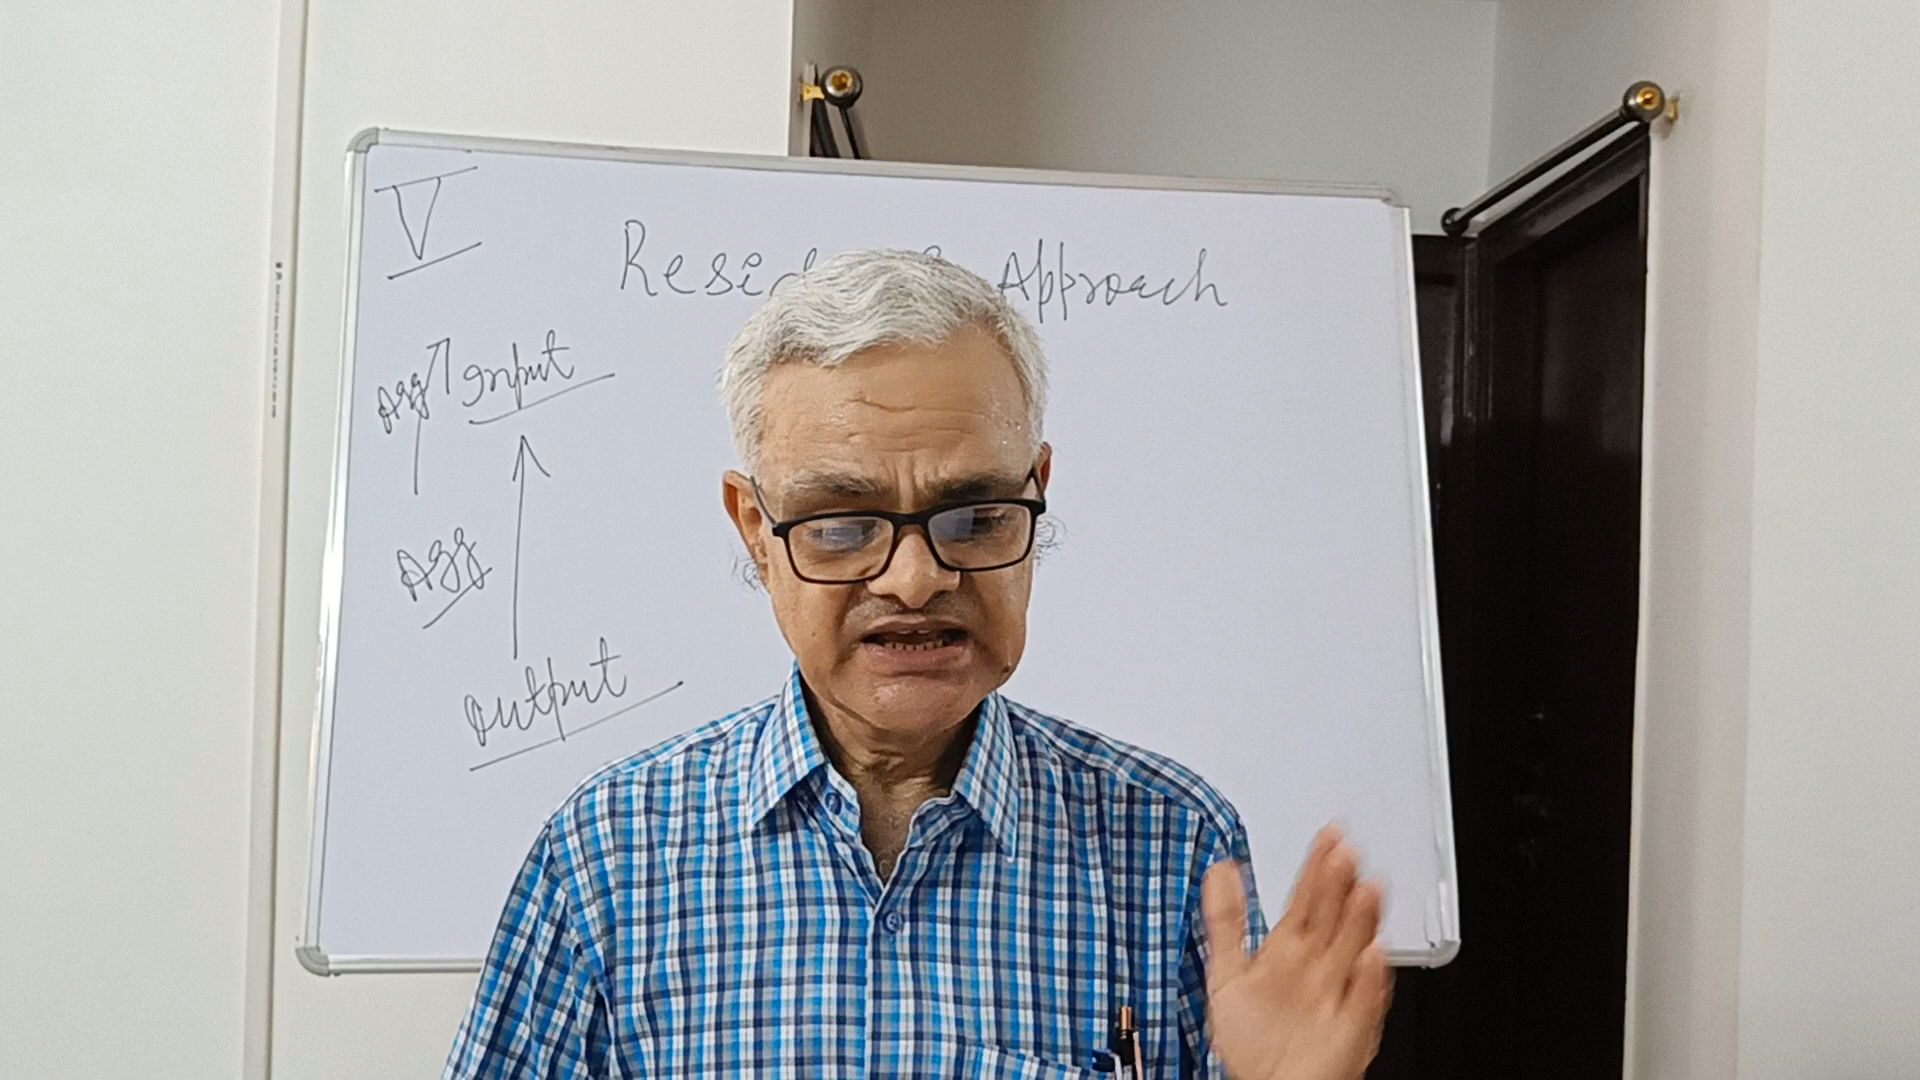 V
Resid Approach
Agg Input
Agg
Output